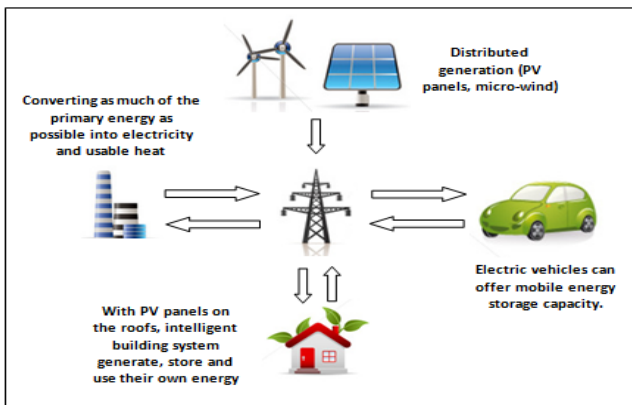 Distributed
generation (PV
panels, micro-wind)
Converting as much of the
primary energy as
possible into electricity
and usable heat
Electric vehicles can
offer mobile energy
storage capacity.
With PV panels on
the roofs, intelligent
building system
generate, store and
use their own energy